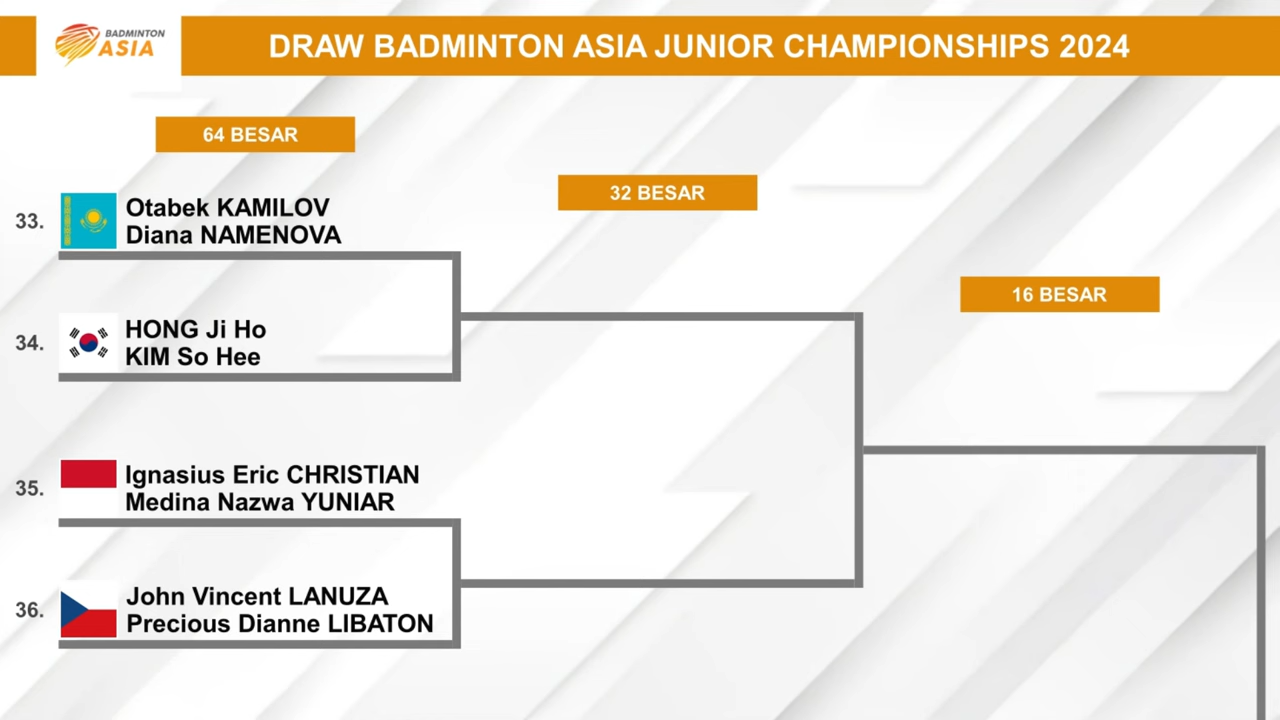 BADMINTON
ASIA
DRAW BADMINTON ASIA JUNIOR CHAMPIONSHIPS 2024
64 BESAR
32 BESAR
16 BESAR
33.
Otabek KAMILOV
Diana NAMENOVA
34.
HONG Ji Ho
KIM So Hee
35.
Ignasius Eric CHRISTIAN
Medina Nazwa YUNIAR
36.
John Vincent LANUZA
Precious Dianne LIBATON